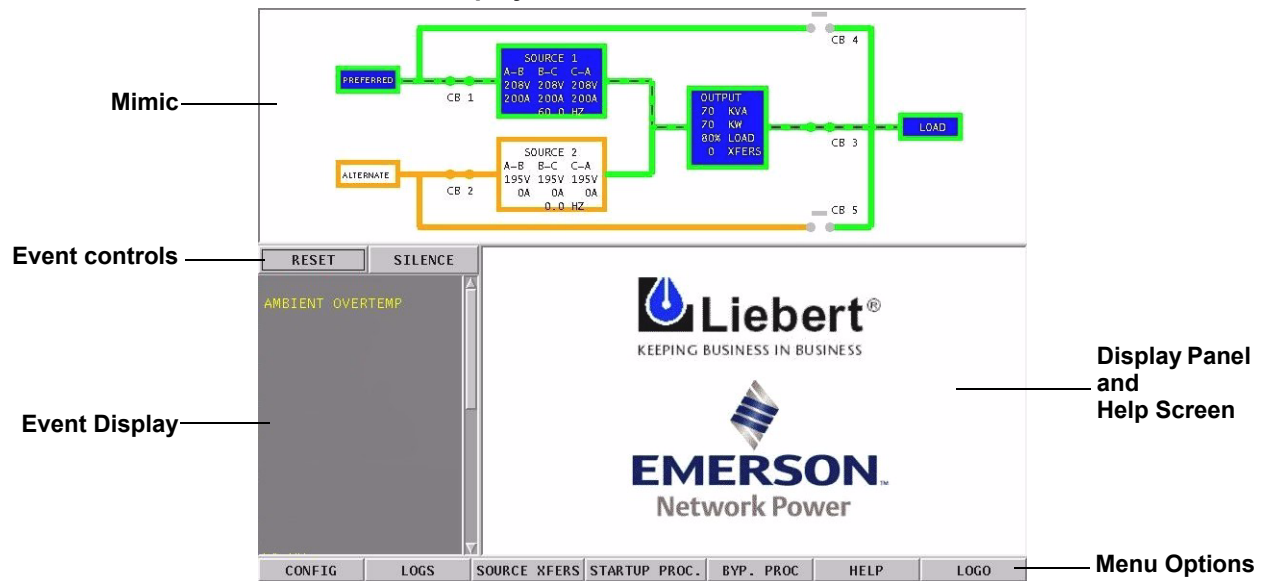 CB 4
PREFERRED
CB 1
SOURCE 1
A-B B-C C-A
208V 208V 208V
200A 200A 200A
60.0 HZ
OUTPUT
70 KVA
70 KW
80% LOAD
0 XFERS
CB 3
LOAD
Mimic
ALTERNATE
CB 2
SOURCE 2
A-B B-C C-A
195V 195V 195V
0A 0A 0A
0.0 HZ
CB 5
Event controls
RESET SILENCE
AMBIENT OVERTEMP
Event Display
Liebert®
KEEPING BUSINESS IN BUSINESS
EMERSON™
Network Power
Display Panel
and
Help Screen
CONFIG LOGS SOURCE XFERS STARTUP PROC. BYP. PROC HELP LOGO
Menu Options